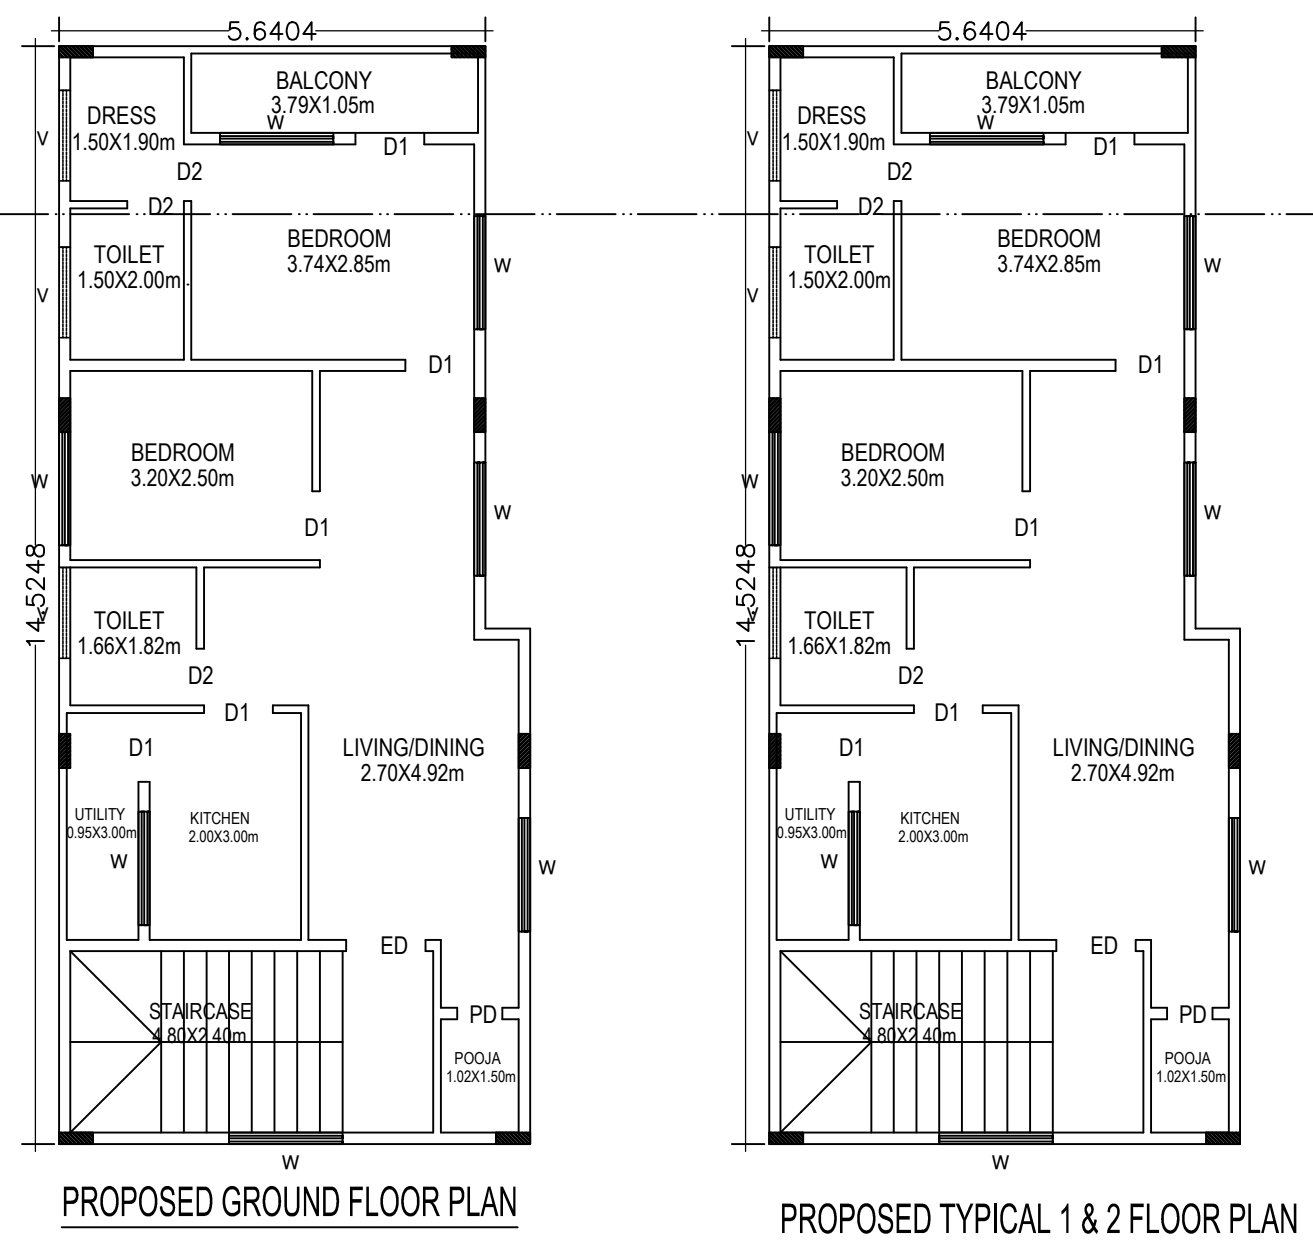 5.6404
BALCONY
3.79X1.05m
W
DRESS
1.50X1.90m
V
D1
D2
D2
BEDROOM
3.74X2.85m
TOILET
1.50X2.00m
W
V
D1
BEDROOM
3.20X2.50m
W
W
D1
14.5248
V
TOILET
1.66X1.82m
D2
D1
D1
LIVING/DINING
2.70X4.92m
UTILITY
0.95X3.00m
KITCHEN
2.00X3.00m
W
W
ED
STAIRCASE
4.80X2.40m
PD
POOJA
1.02X1.50m
W
PROPOSED GROUND FLOOR PLAN
5.6404
BALCONY
3.79X1.05m
W
DRESS
1.50X1.90m
V
D1
D2
D2
BEDROOM
3.74X2.85m
TOILET
1.50X2.00m
W
V
D1
BEDROOM
3.20X2.50m
W
W
D1
14.5248
V
TOILET
1.66X1.82m
D2
D1
D1
LIVING/DINING
2.70X4.92m
UTILITY
0.95X3.00m
KITCHEN
2.00X3.00m
W
W
ED
STAIRCASE
4.80X2.40m
PD
POOJA
1.02X1.50m
W
PROPOSED TYPICAL 1 & 2 FLOOR PLAN